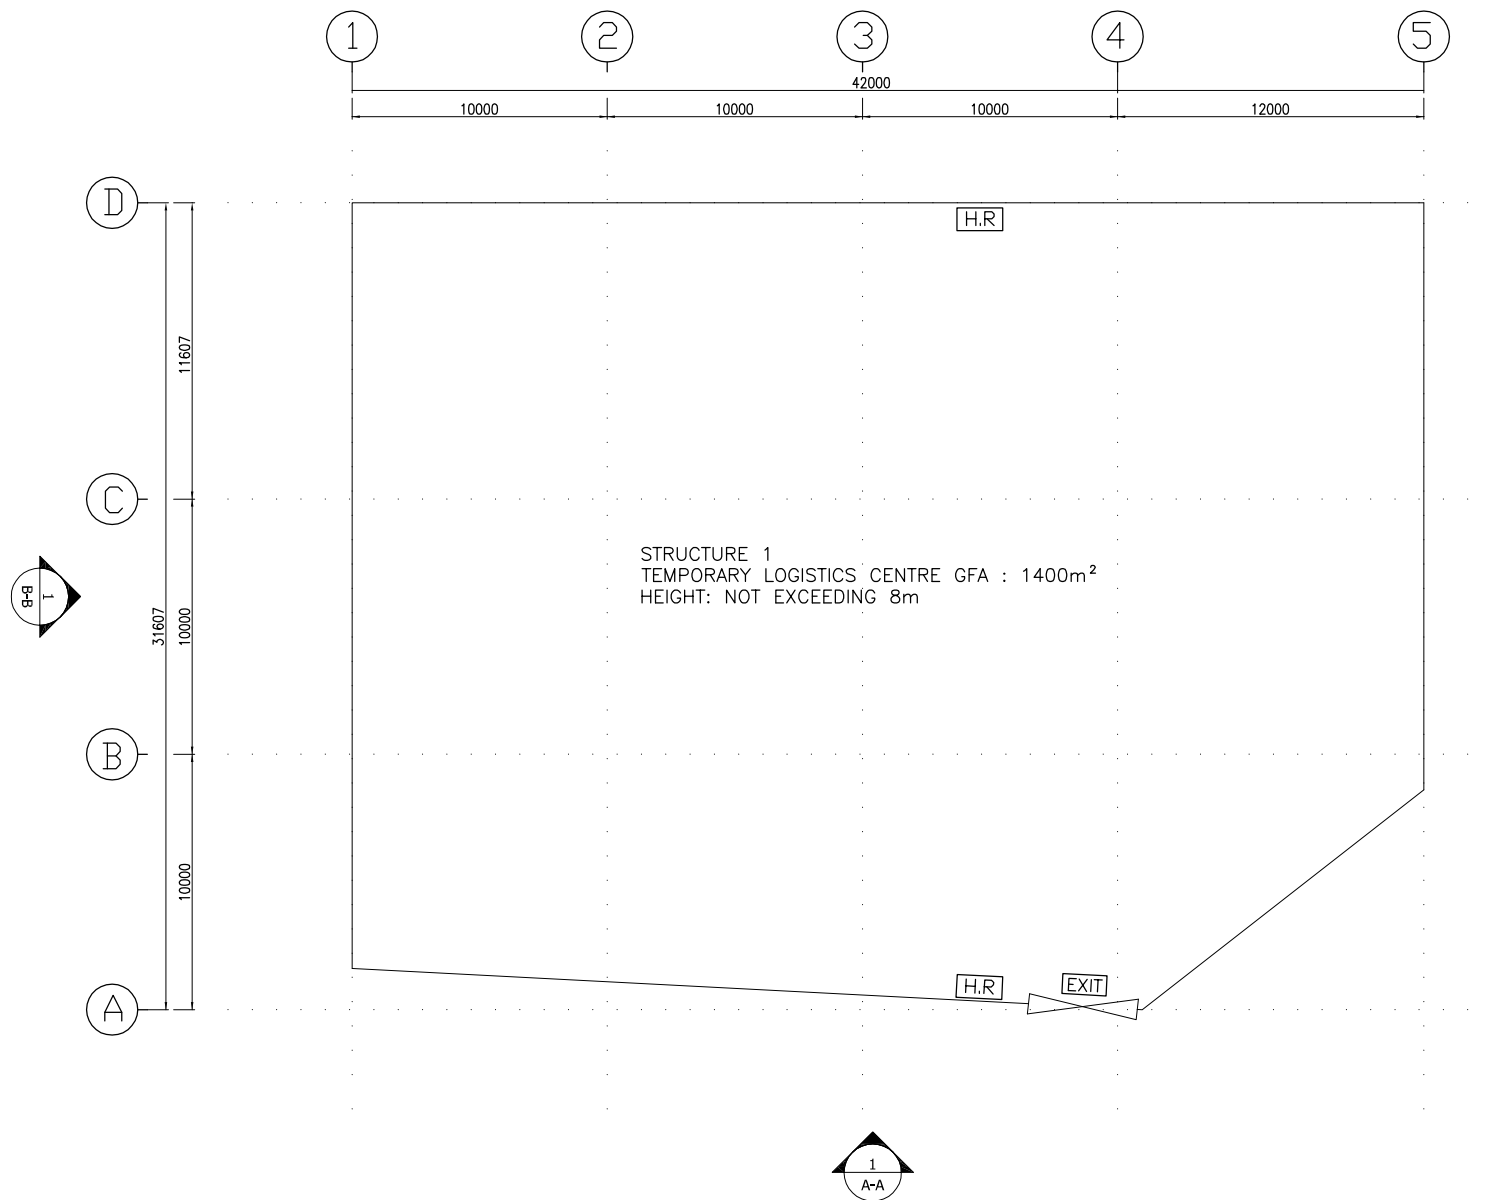 1 2 3 4 5
42000
10000 10000 10000 12000
D
H.R
11607
C
STRUCTURE 1
TEMPORARY LOGISTICS CENTRE GFA : 1400m²
HEIGHT: NOT EXCEEDING 8m
1
B-B
31607
10000
B
10000
H.R
EXIT
A
1
A-A